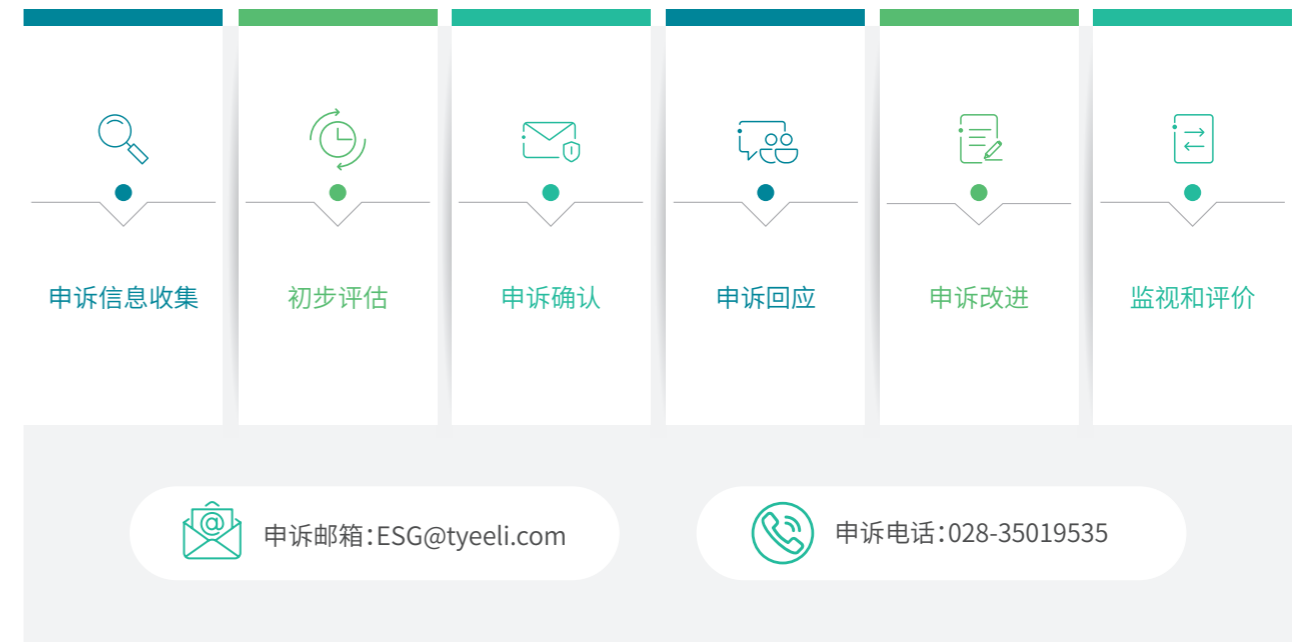 申诉信息收集
初步评估
申诉确认
申诉回应
申诉改进
监视和评价
申诉邮箱：ESG@tyeeli.com
申诉电话：028-35019535